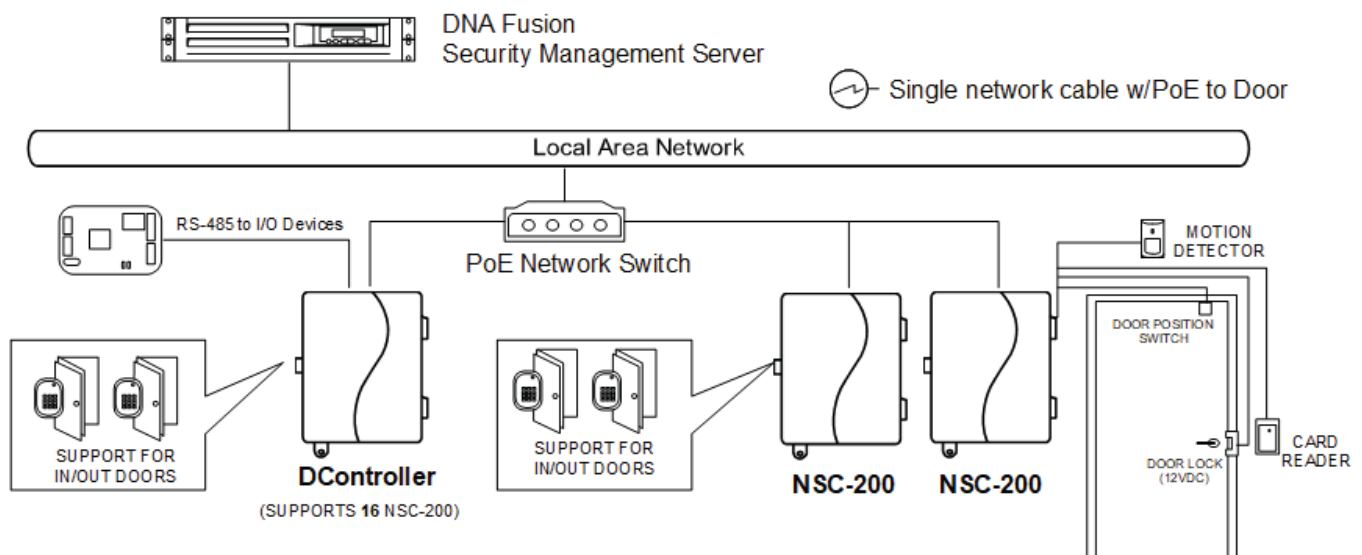 DNA Fusion
Security Management Server
Single network cable w/PoE to Door
Local Area Network
RS-485 to I/O Devices
PoE Network Switch
MOTION
DETECTOR
DOOR POSITION
SWITCH
SUPPORT FOR
IN/OUT DOORS
DController
(SUPPORTS 16 NSC-200)
SUPPORT FOR
IN/OUT DOORS
NSC-200
NSC-200
DOOR LOCK
(12VDC)
CARD
READER